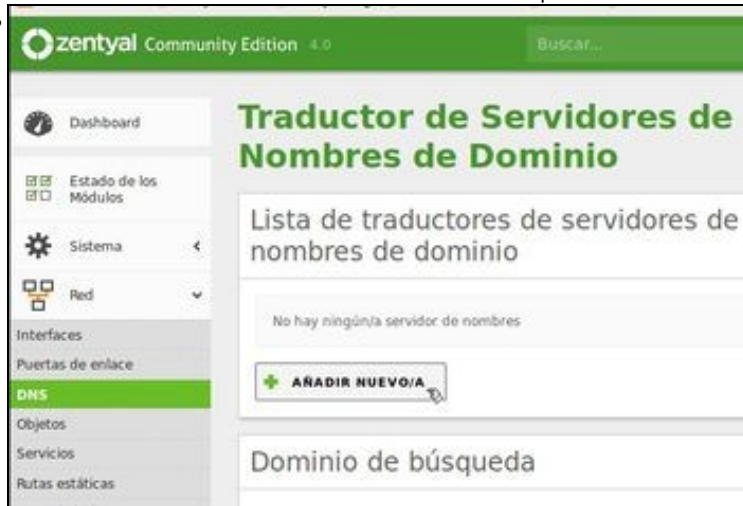 zentyal Community Edition 4.0
Buscar...
Dashboard
Estado de los
Módulos
Sistema
Red
Interfaces
Puertas de enlace
DNS
Objetos
Servicios
Rutas estáticas
Traductor de Servidores de
Nombres de Dominio
Lista de traductores de servidores de
nombres de dominio
No hay ningún/a servidor de nombres
AÑADIR NUEVO/A
Dominio de búsqueda